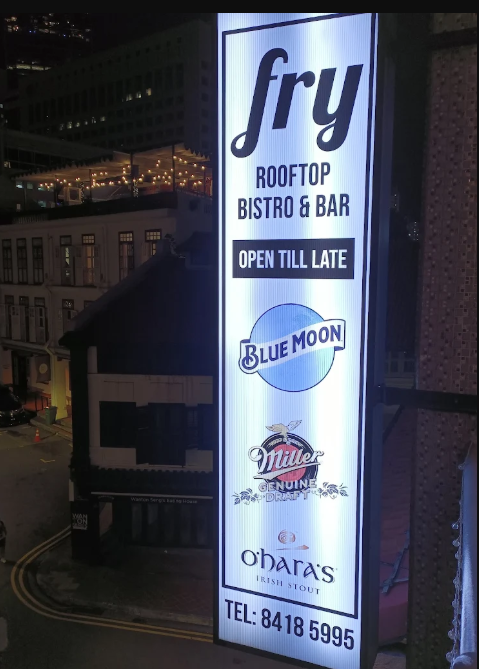 fry
ROOFTOP
BISTRO & BAR
OPEN TILL LATE
BLUE MOON
Miller
GENUINE
DRAFT
O'HARA'S
IRISH STOUT
TEL: 8418 5995